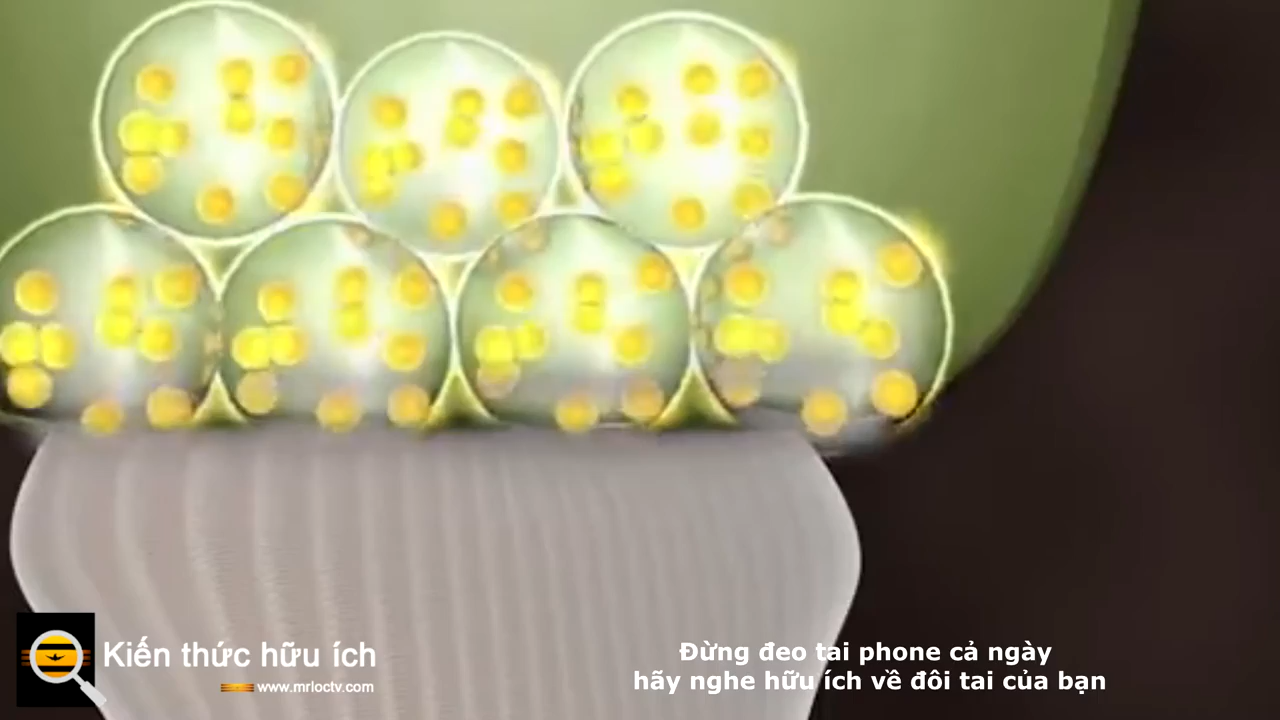 Kiến thức hữu ích
www.mrloctv.com
Đừng đeo tai phone cả ngày
hãy nghe hữu ích về đôi tai của bạn